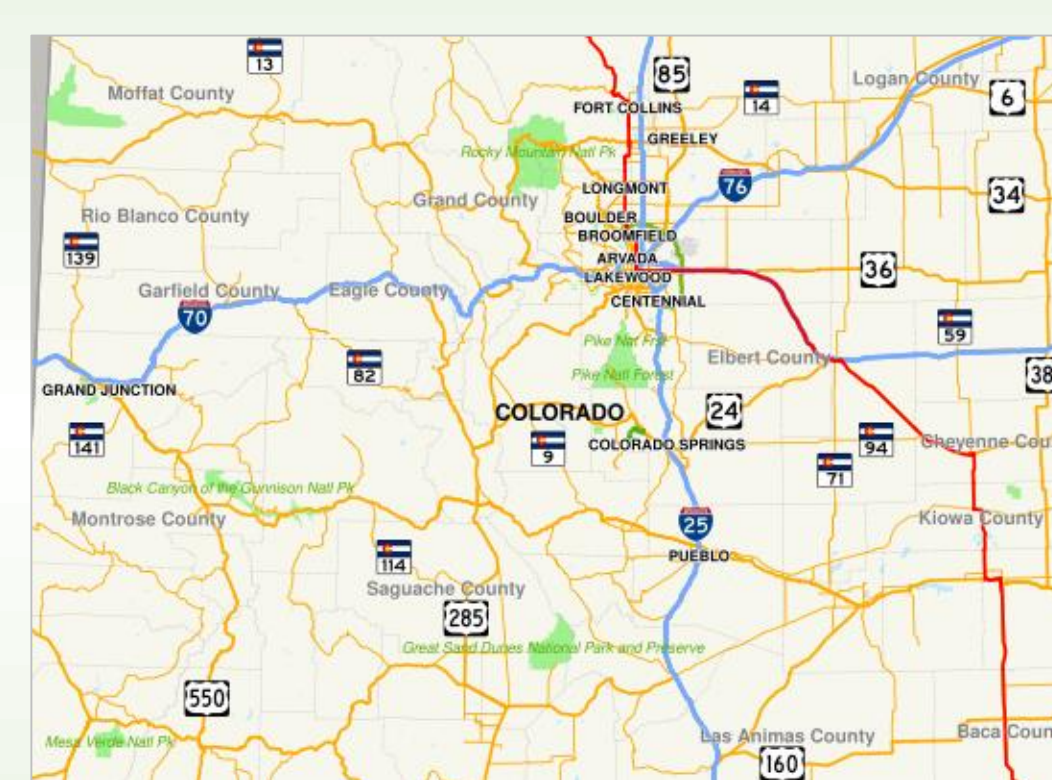 13
85
14
Logan County
6
Moffat County
FORT COLLINS
GREELEY
Rocky Mountain Natl Pk
LONGMONT
76
34
Grand County
Rio Blanco County
BOULDER
BROOMFIELD
139
ARVADA
36
LAKEWOOD
Garfield County
Eagle County
CENTENNIAL
70
59
Pike Nat Frst
Elbert County
82
Pike Natl Forest
38
GRAND JUNCTION
COLORADO
24
141
9
COLORADO SPRINGS
94
Cheyenne Cou
71
Black Canyon of the Gunnison Natl Pk
Montrose County
25
Kiowa County
114
PUEBLO
Saguache County
285
Great Sand Dunes National Park and Preserve
550
Mesa Verde Natl Pk
Las Animas County
Baca Coun
160